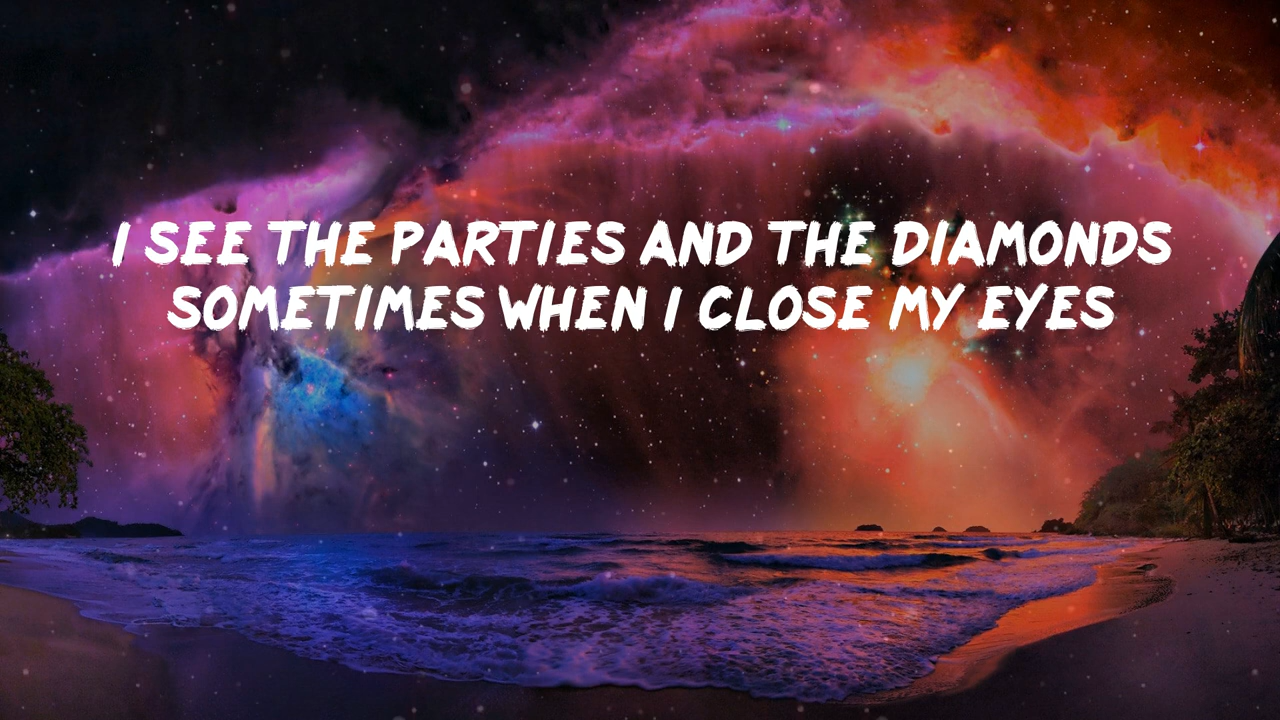 I SEE THE PARTIES AND THE DIAMONDS
SOMETIMES WHEN I CLOSE MY EYES